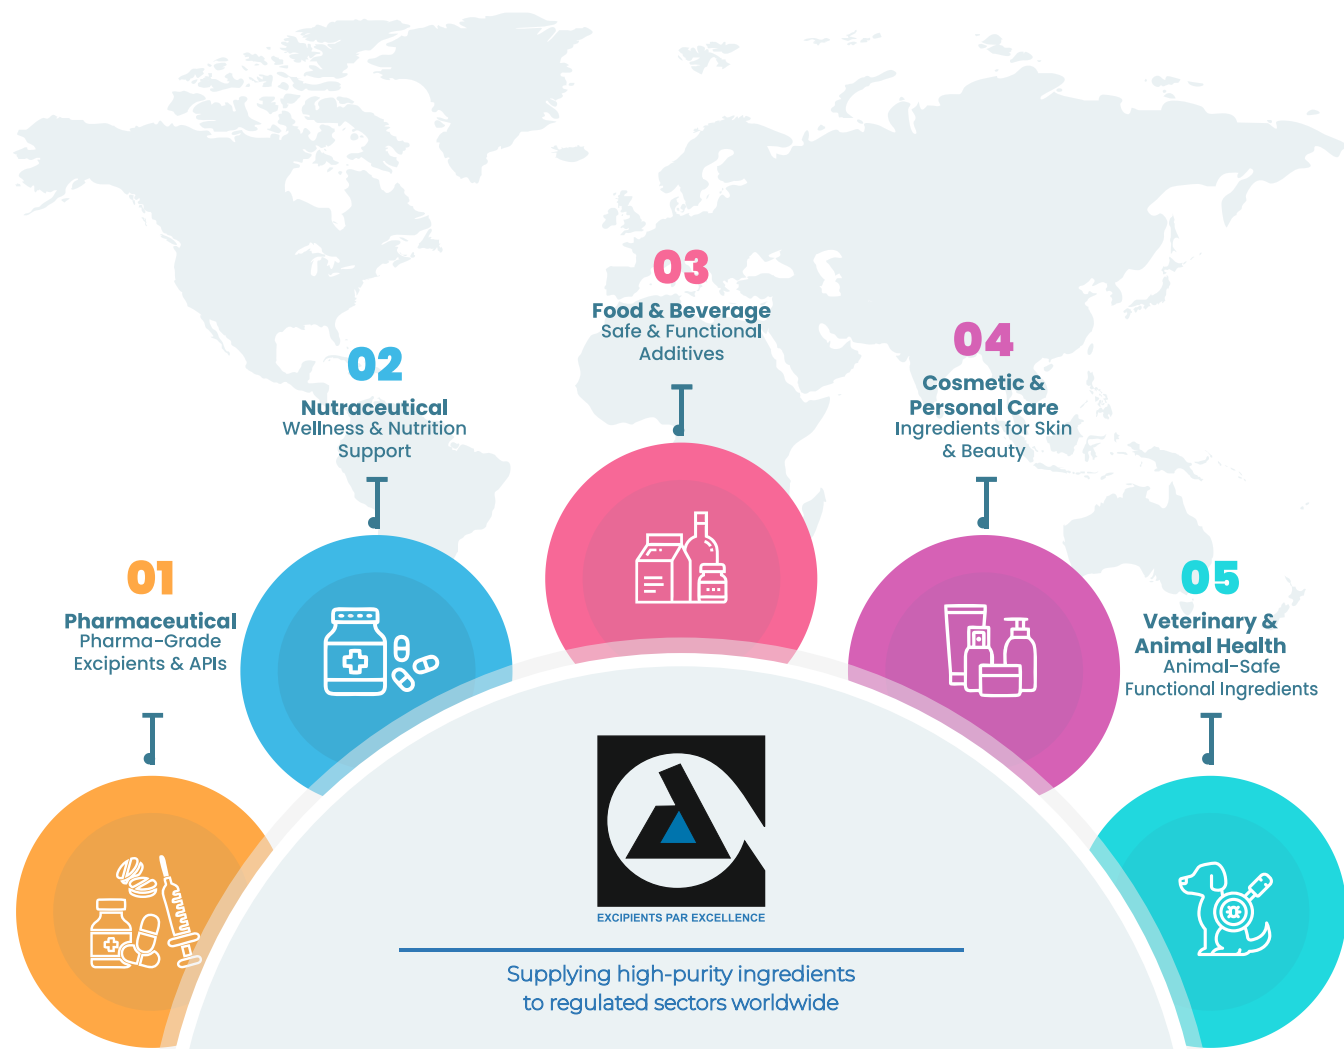 01
Pharmaceutical
Pharma-Grade
Excipients & APIs
02
Nutraceutical
Wellness & Nutrition
Support
03
Food & Beverage
Safe & Functional
Additives
04
Cosmetic &
Personal Care
Ingredients for Skin
& Beauty
05
Veterinary &
Animal Health
Animal-Safe
Functional Ingredients
EXCIPIENTS PAR EXCELLENCE
Supplying high-purity ingredients
to regulated sectors worldwide